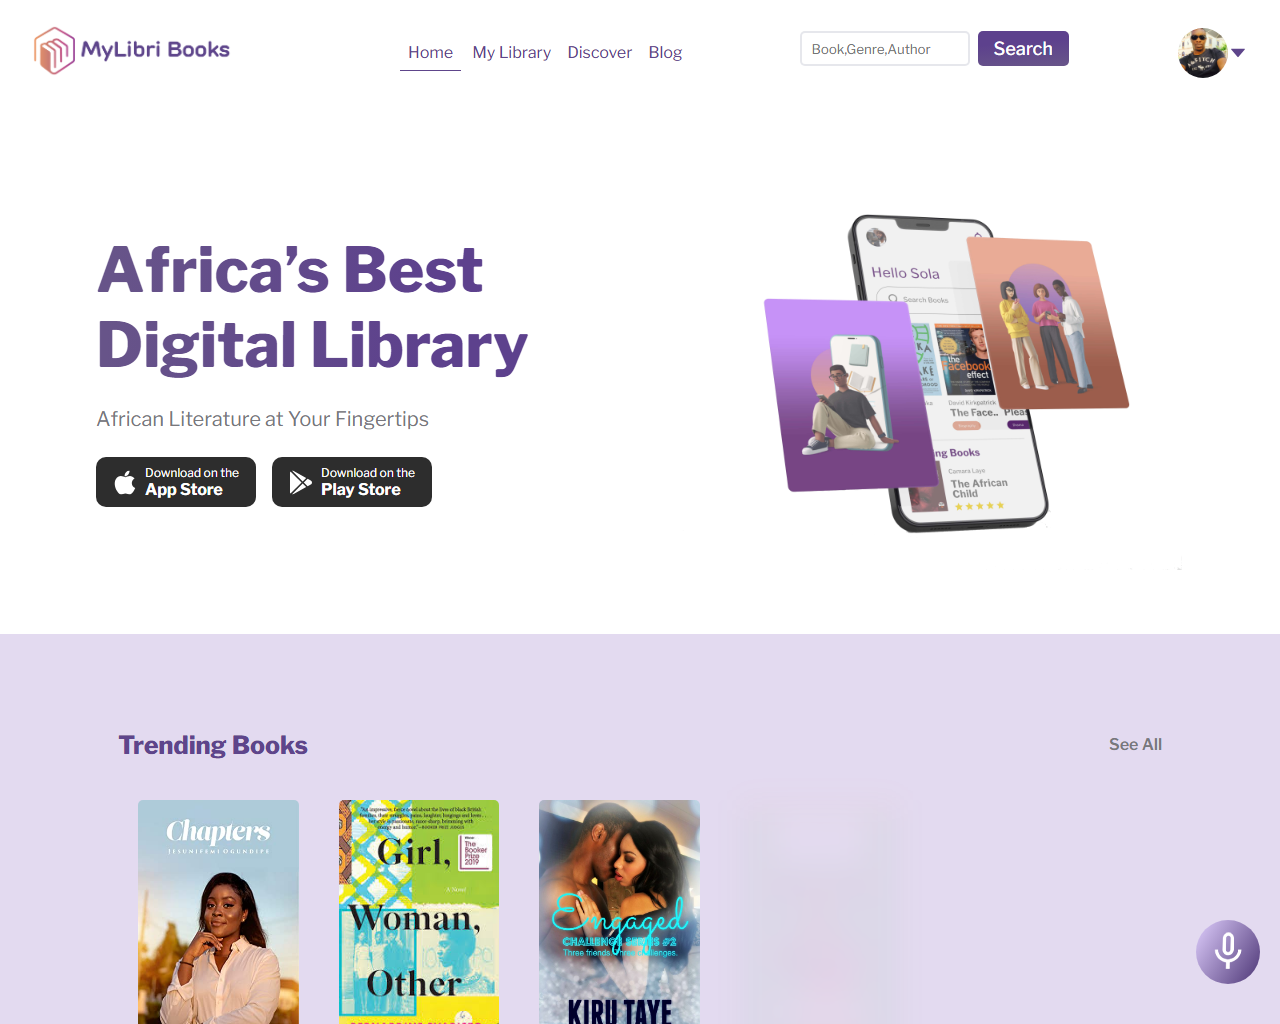 MyLibri Books
Home
My Library
Discover
Blog
Book,Genre,Author
Search
Africa’s Best
Digital Library
African Literature at Your Fingertips
Download on the
App Store
Download on the
Play Store
Hello Sola
Search Books
the
facebook
effect
David Kirkpatrick
The Face..
Pleas
ng Books
Camara Laye
The African
Child
Trending Books
See All
Chapters
JESUNIFEMI OGUNDIPE
Girl,
Winner
The
Booker
Prize
2019
A Novel
Woman,
Other
Engaged
CHALLENGE SERIES #2
Three friends. Three challenges.
KIRU TAYE